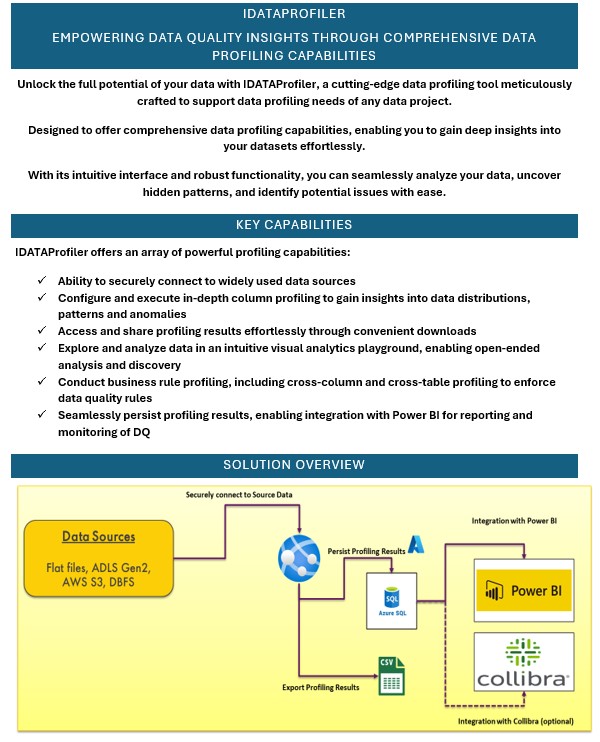 IDATAPROFILER
EMPOWERING DATA QUALITY INSIGHTS THROUGH COMPREHENSIVE DATA
PROFILING CAPABILITIES
Unlock the full potential of your data with IDATAProfiler, a cutting-edge data profiling tool meticulously
crafted to support data profiling needs of any data project.
Designed to offer comprehensive data profiling capabilities, enabling you to gain deep insights into
your datasets effortlessly.
With its intuitive interface and robust functionality, you can seamlessly analyze your data, uncover
hidden patterns, and identify potential issues with ease.
KEY CAPABILITIES
IDATAProfiler offers an array of powerful profiling capabilities:
✓ Ability to securely connect to widely used data sources
✓ Configure and execute in-depth column profiling to gain insights into data distributions,
patterns and anomalies
✓ Access and share profiling results effortlessly through convenient downloads
✓ Explore and analyze data in an intuitive visual analytics playground, enabling open-ended
analysis and discovery
✓ Conduct business rule profiling, including cross-column and cross-table profiling to enforce
data quality rules
✓ Seamlessly persist profiling results, enabling integration with Power BI for reporting and
monitoring of DQ
SOLUTION OVERVIEW
Securely connect to Source Data
Data Sources
Flat files, ADLS Gen2,
AWS S3, DBFS
Persist Profiling Results
SQL
Azure SQL
Integration with Power BI
Power BI
collibra
CSV
Export Profiling Results
Integration with Collibra (optional)